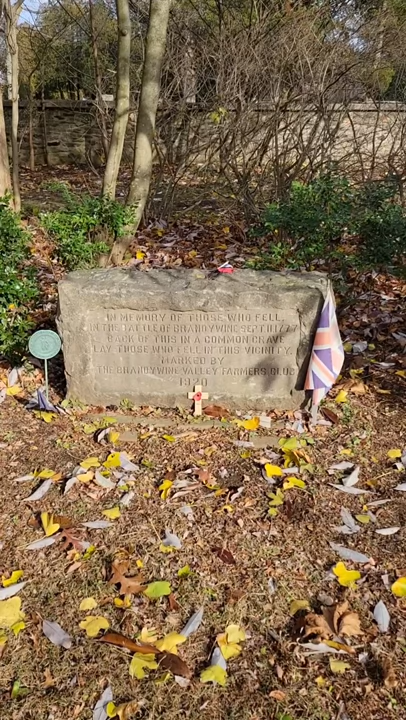 IN MEMORY OF THOSE WHO FELL
IN THE BATTLE OF BRANDYWINE SEPT 11 1777
BACK OF THIS IN A COMMON GRAVE
LAY THOSE WHO FELL IN THIS VICINITY.
MARKED BY
THE BRANDYWINE VALLEY FARMERS CLUB